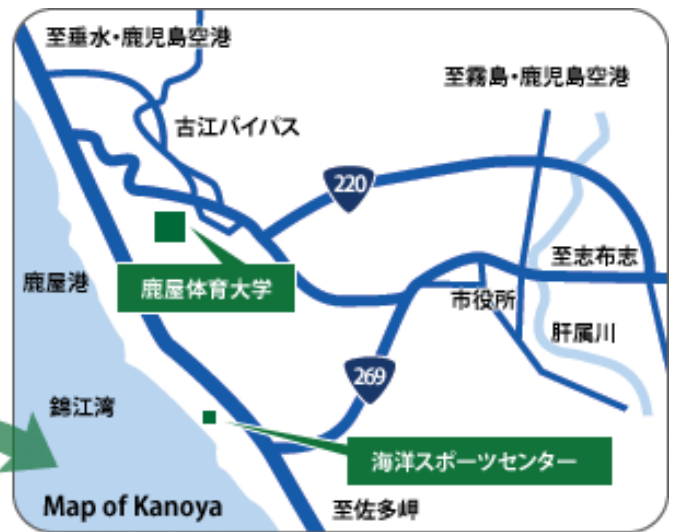 至垂水・鹿児島空港
至霧島・鹿児島空港
古江バイパス
220
至志布志
鹿屋港
鹿屋体育大学
市役所
肝属川
269
錦江湾
海洋スポーツセンター
Map of Kanoya
至佐多岬